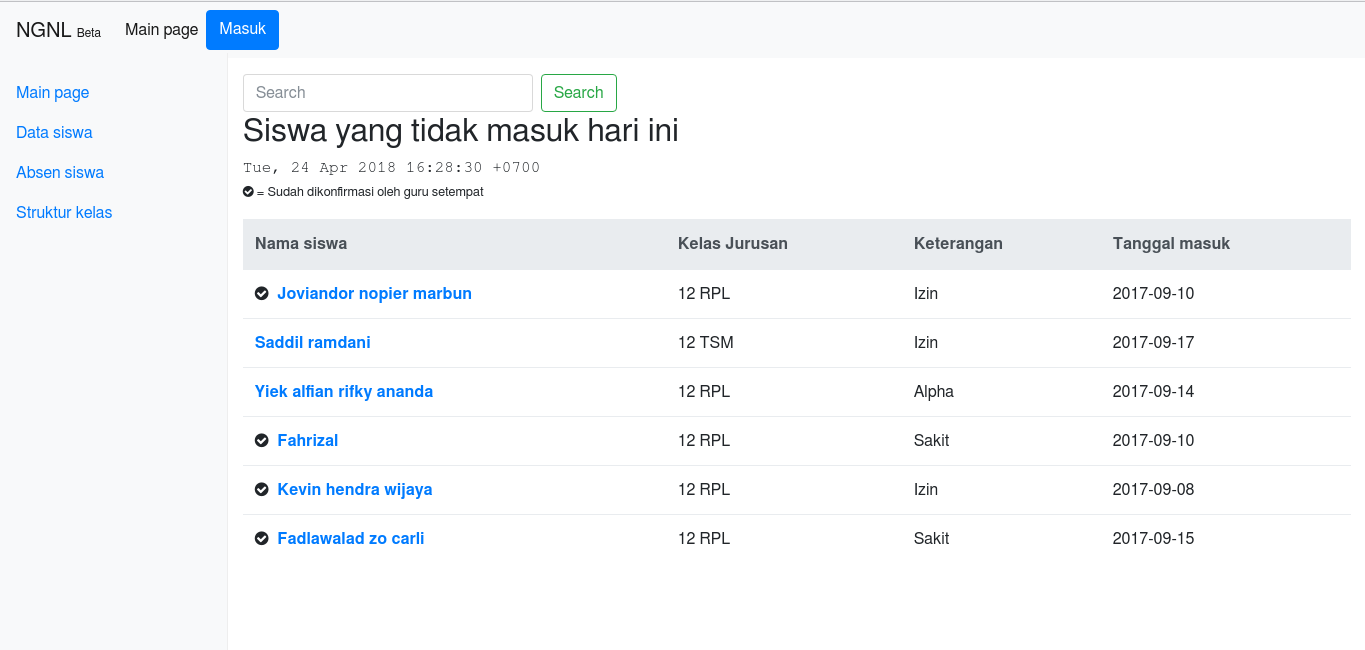 NGNL Beta Main page Masuk
Main page
Data siswa
Absen siswa
Struktur kelas
Search Search
Siswa yang tidak masuk hari ini
Tue, 24 Apr 2018 16:28:30 +0700
= Sudah dikonfirmasi oleh guru setempat
Nama siswa Kelas Jurusan Keterangan Tanggal masuk
Joviandor nopier marbun 12 RPL Izin 2017-09-10
Saddil ramdani 12 TSM Izin 2017-09-17
Yiek alfian rifky ananda 12 RPL Alpha 2017-09-14
Fahrizal 12 RPL Sakit 2017-09-10
Kevin hendra wijaya 12 RPL Izin 2017-09-08
Fadlawalad zo carli 12 RPL Sakit 2017-09-15